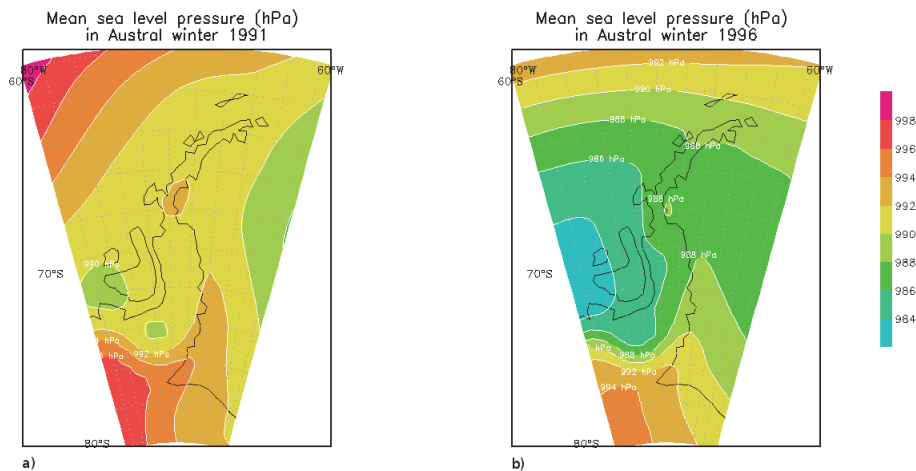 Mean sea level pressure (hPa)
in Austral winter 1991
80°W
60°S
60°W
990 hPa
992 hPa
70°S
80°S
a)
Mean sea level pressure (hPa)
in Austral winter 1996
80°W
60°S
60°W
992 hPa
990 hPa
988 hPa
988 hPa
986 hPa
988 hPa
988 hPa
70°S
988 hPa
992 hPa
994 hPa
80°S
b)
998
996
994
992
990
988
986
984